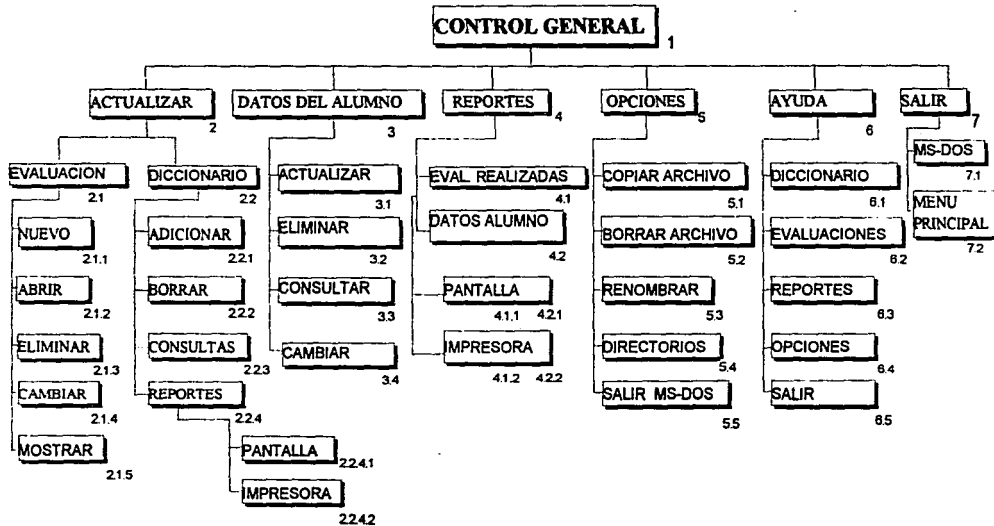 CONTROL GENERAL
1
ACTUALIZAR
2
DATOS DEL ALUMNO
3
REPORTES
4
OPCIONES
5
AYUDA
6
SALIR
7
EVALUACION
2.1
NUEVO
2.1.1
ABRIR
2.1.2
ELIMINAR
2.1.3
CAMBIAR
2.1.4
MOSTRAR
2.1.5
DICCIONARIO
2.2
ADICIONAR
2.2.1
BORRAR
2.2.2
CONSULTAS
2.2.3
REPORTES
2.2.4
PANTALLA
2.2.4.1
IMPRESORA
2.2.4.2
ACTUALIZAR
3.1
ELIMINAR
3.2
CONSULTAR
3.3
CAMBIAR
3.4
EVAL. REALIZADAS
4.1
DATOS ALUMNO
4.2
PANTALLA
4.1.1 4.2.1
IMPRESORA
4.1.2 4.2.2
COPIAR ARCHIVO
5.1
BORRAR ARCHIVO
5.2
RENOMBRAR
5.3
DIRECTORIOS
5.4
SALIR MS-DOS
5.5
DICCIONARIO
6.1
EVALUACIONES
6.2
REPORTES
6.3
OPCIONES
6.4
SALIR
6.5
MS-DOS
7.1
MENU
PRINCIPAL
7.2